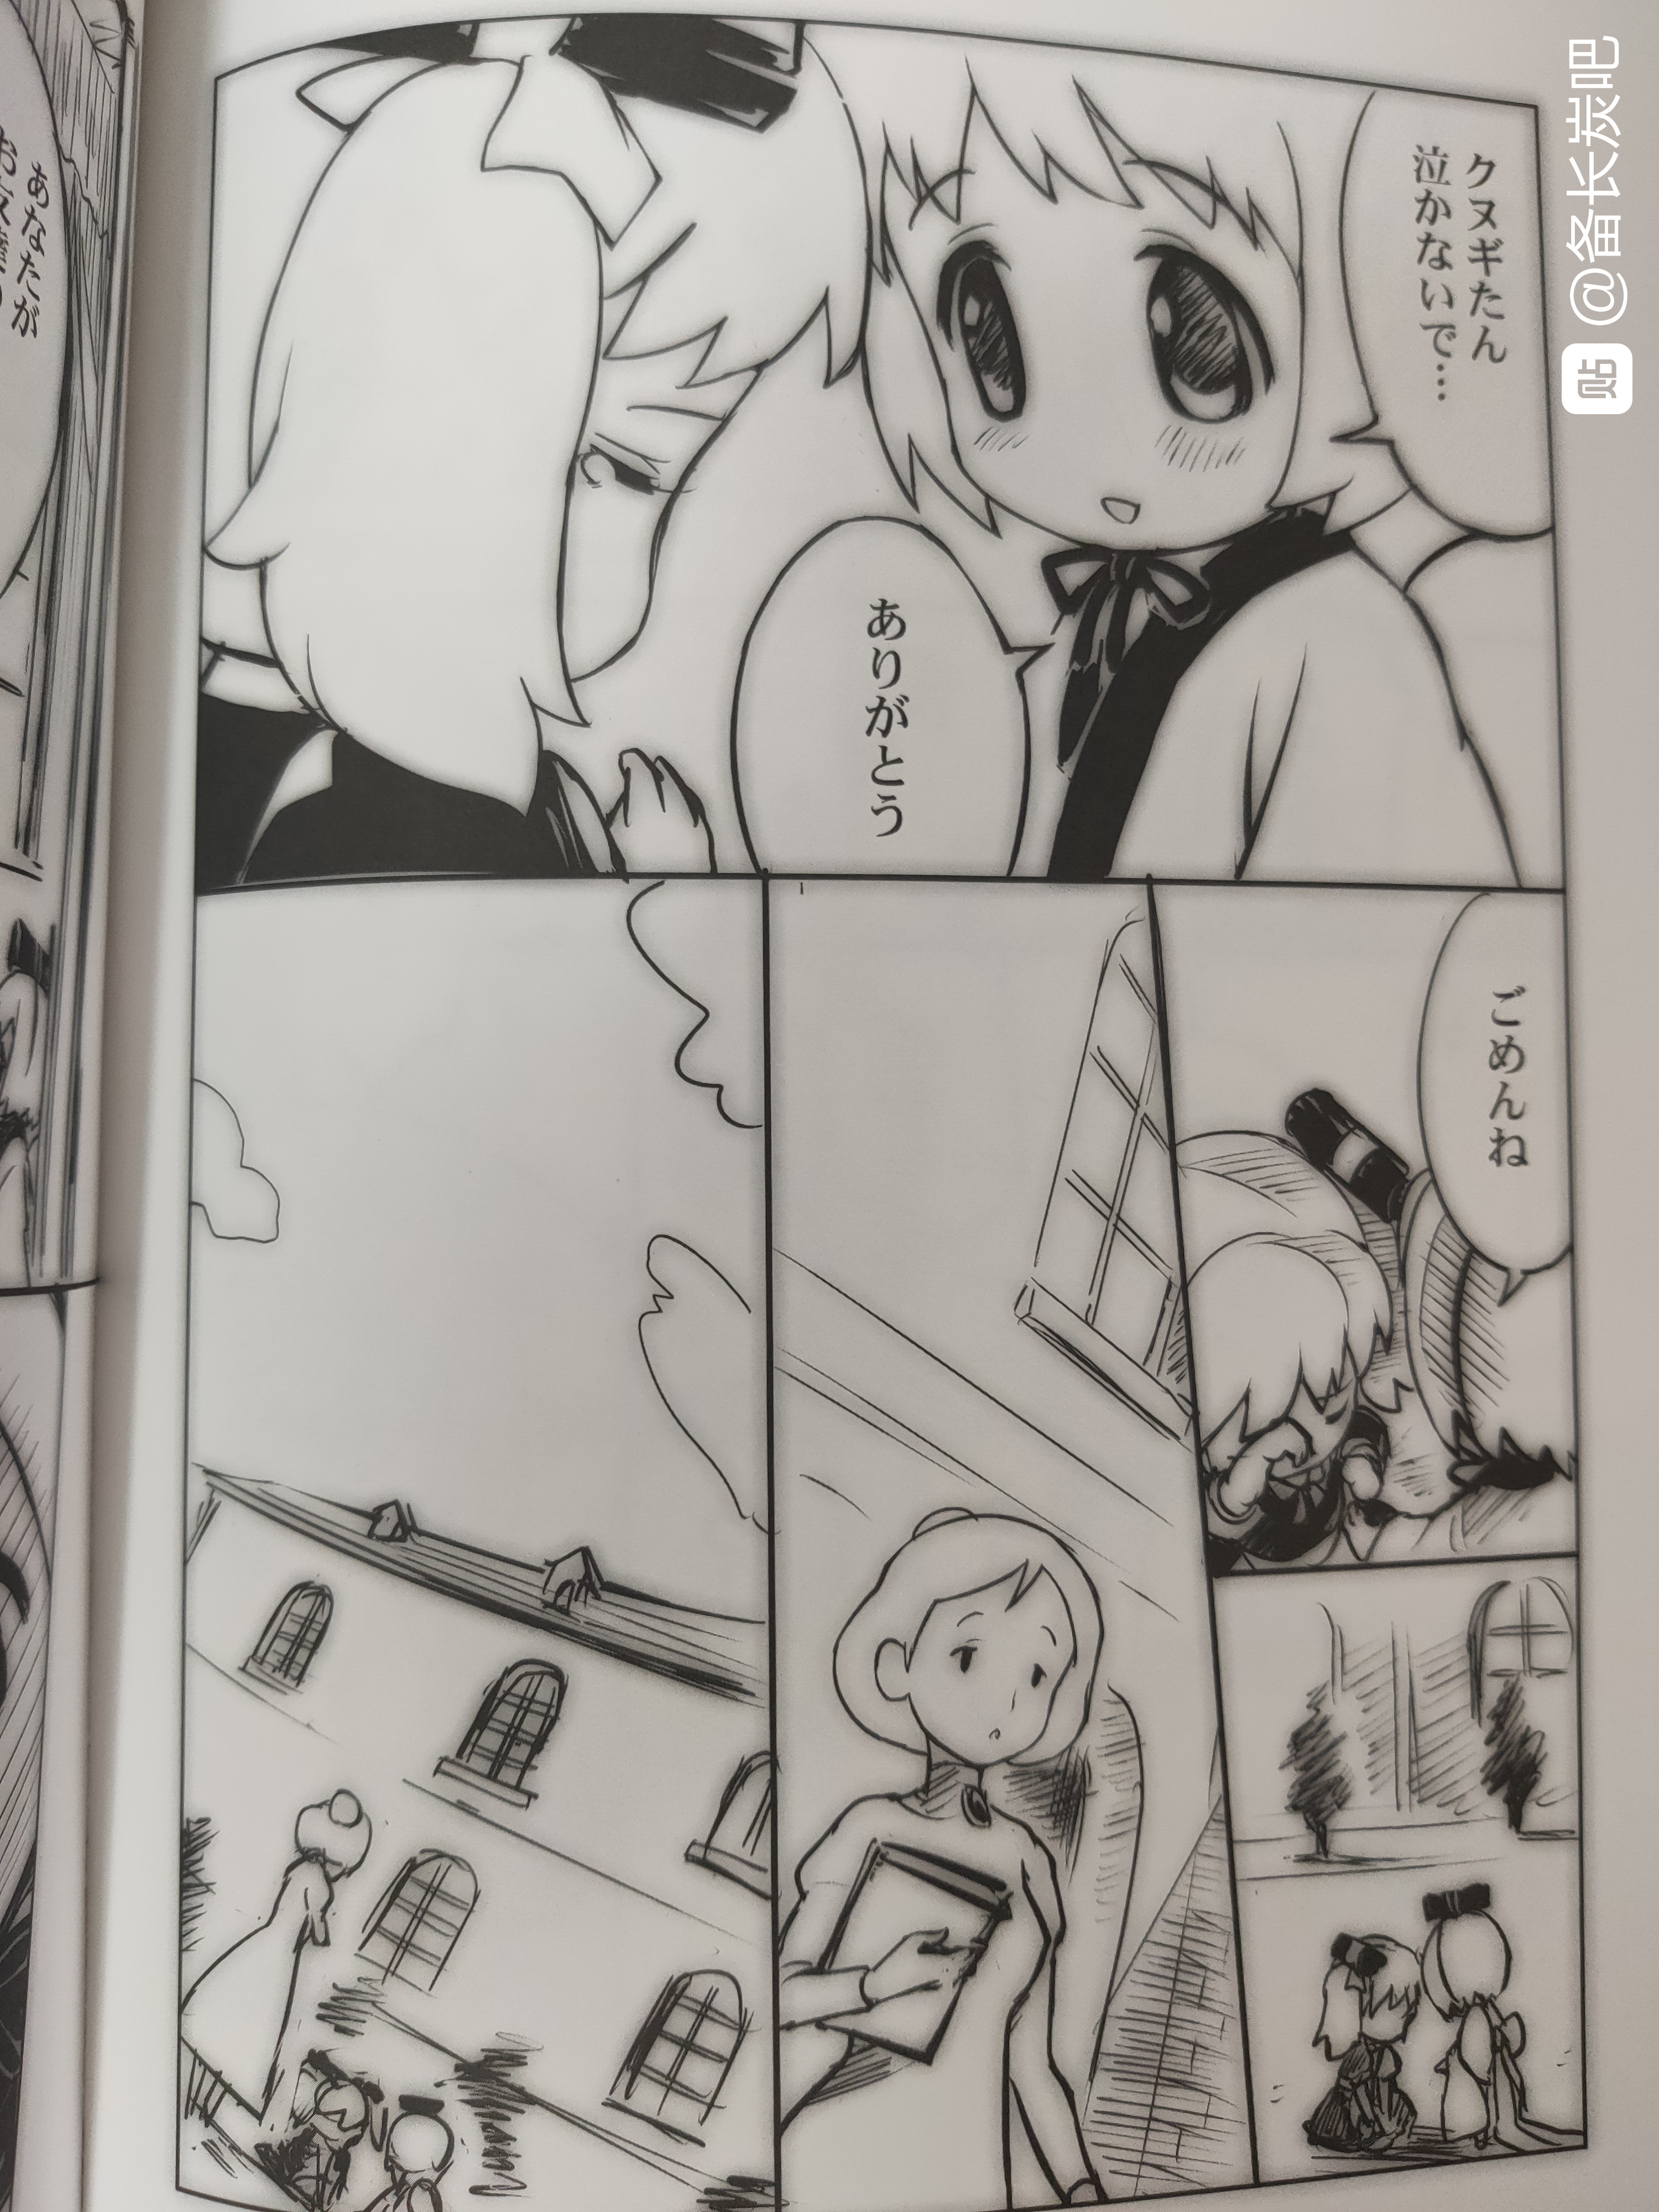 クヌギたん
泣かないで…
ありがとう
ごめんね
あなたが
贴 @备长炭吧